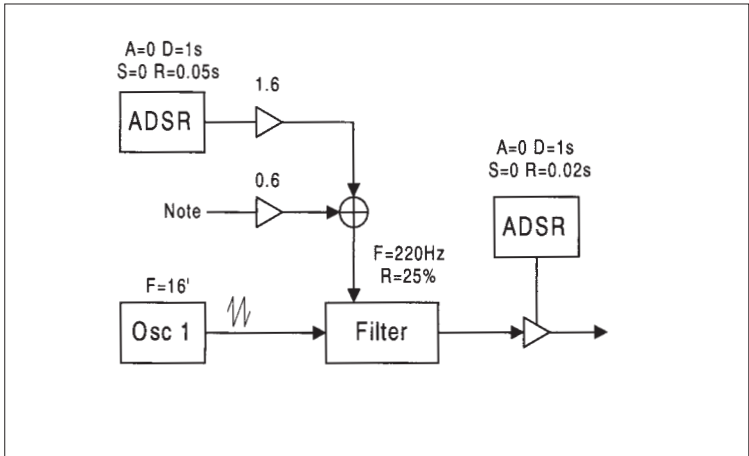 A=0 D=1s
S=0 R=0.05s
ADSR
1.6
A=0 D=1s
S=0 R=0.02s
ADSR
Note
0.6
F=220Hz
R=25%
F=16'
Osc 1
Filter